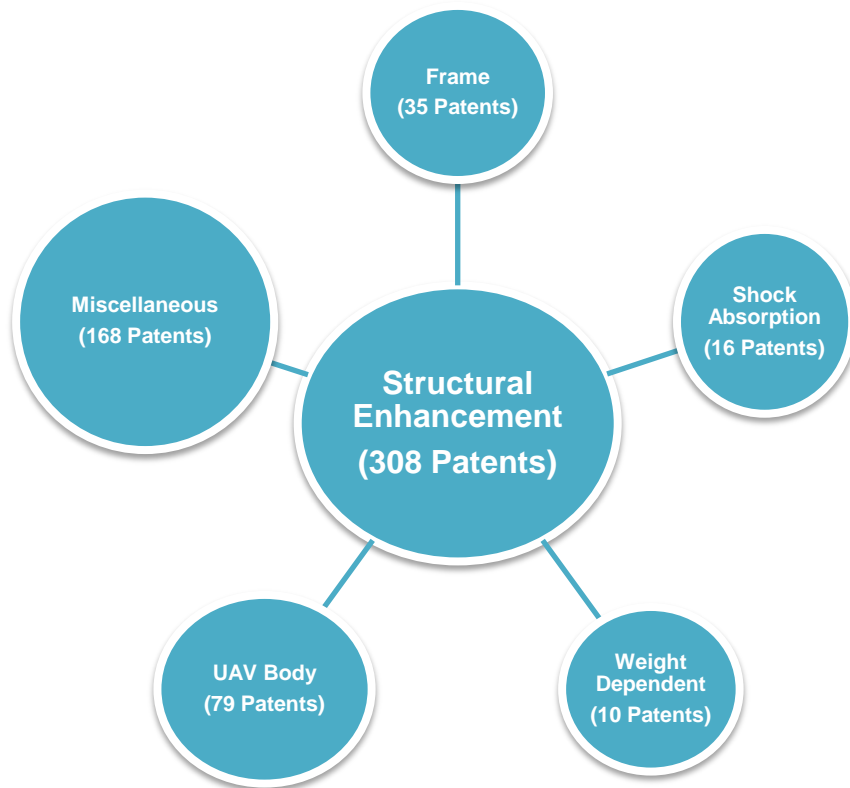 Frame
(35 Patents)
Shock
Absorption
(16 Patents)
Miscellaneous
(168 Patents)
Structural
Enhancement
(308 Patents)
UAV Body
(79 Patents)
Weight
Dependent
(10 Patents)